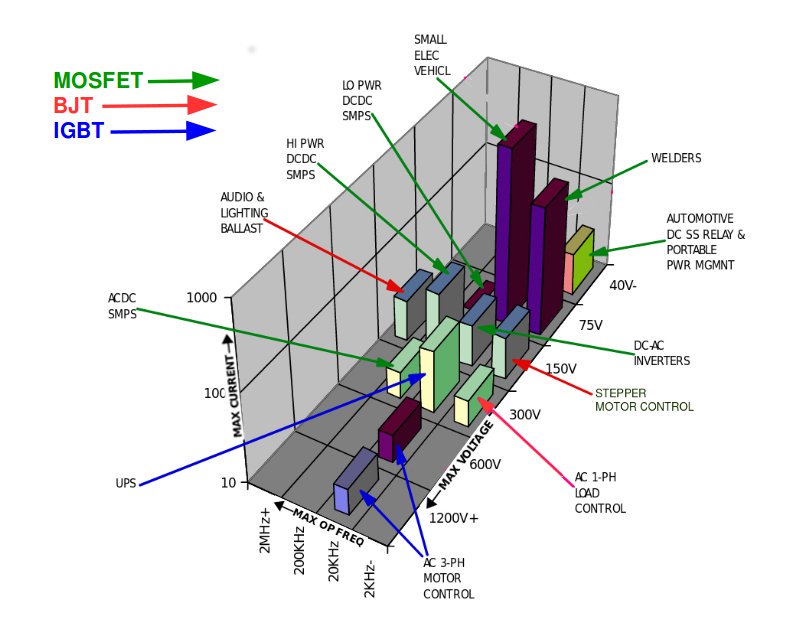 MOSFET
BJT
IGBT
SMALL
ELEC
VEHICL
LO PWR
DCDC
SMPS
HI PWR
DCDC
SMPS
AUDIO &
LIGHTING
BALLAST
ACDC
SMPS
UPS
WELDERS
AUTOMOTIVE
DC SS RELAY &
PORTABLE
PWR MGMNT
DC-AC
INVERTERS
STEPPER
MOTOR CONTROL
AC 1-PH
LOAD
CONTROL
AC 3-PH
MOTOR
CONTROL
1000
100
10
MAX CURRENT
2MHz+
200KHz
20KHz
2KHz-
MAX OP FREQ
40V-
75V
150V
300V
600V
1200V+
MAX VOLTAGE